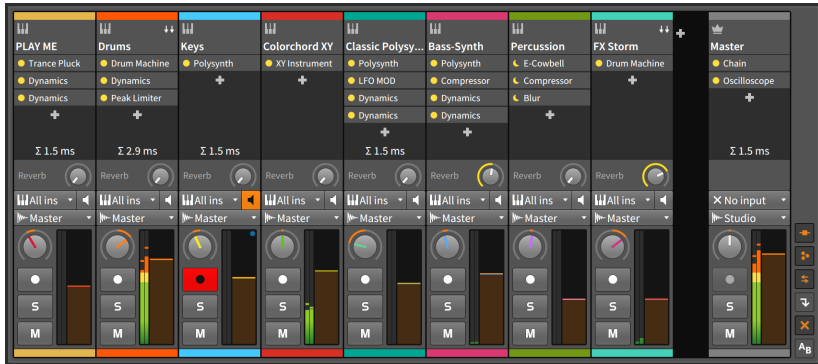 PLAY ME
Trance Pluck
Dynamics
Dynamics
Σ 1.5 ms
Reverb
All ins
Master
S
M
Drums
Drum Machine
Dynamics
Peak Limiter
Σ 2.9 ms
All ins
Master
S
M
Keys
Polysynth
Σ 1.5 ms
Reverb
All ins
Master
S
M
Colorchord XY
XY Instrument
Reverb
All ins
Master
S
M
Classic Polysy...
Polysynth
LFO MOD
Dynamics
Dynamics
Σ 1.5 ms
Reverb
All ins
Master
S
M
Bass-Synth
Polysynth
Compressor
Dynamics
Dynamics
Reverb
All ins
Master
S
M
Percussion
E-Cowbell
Compressor
Blur
Reverb
All ins
Master
S
M
FX Storm
Drum Machine
Reverb
All ins
Master
S
M
Master
Chain
Oscilloscope
Σ 1.5 ms
No input
Studio
S
M
AB